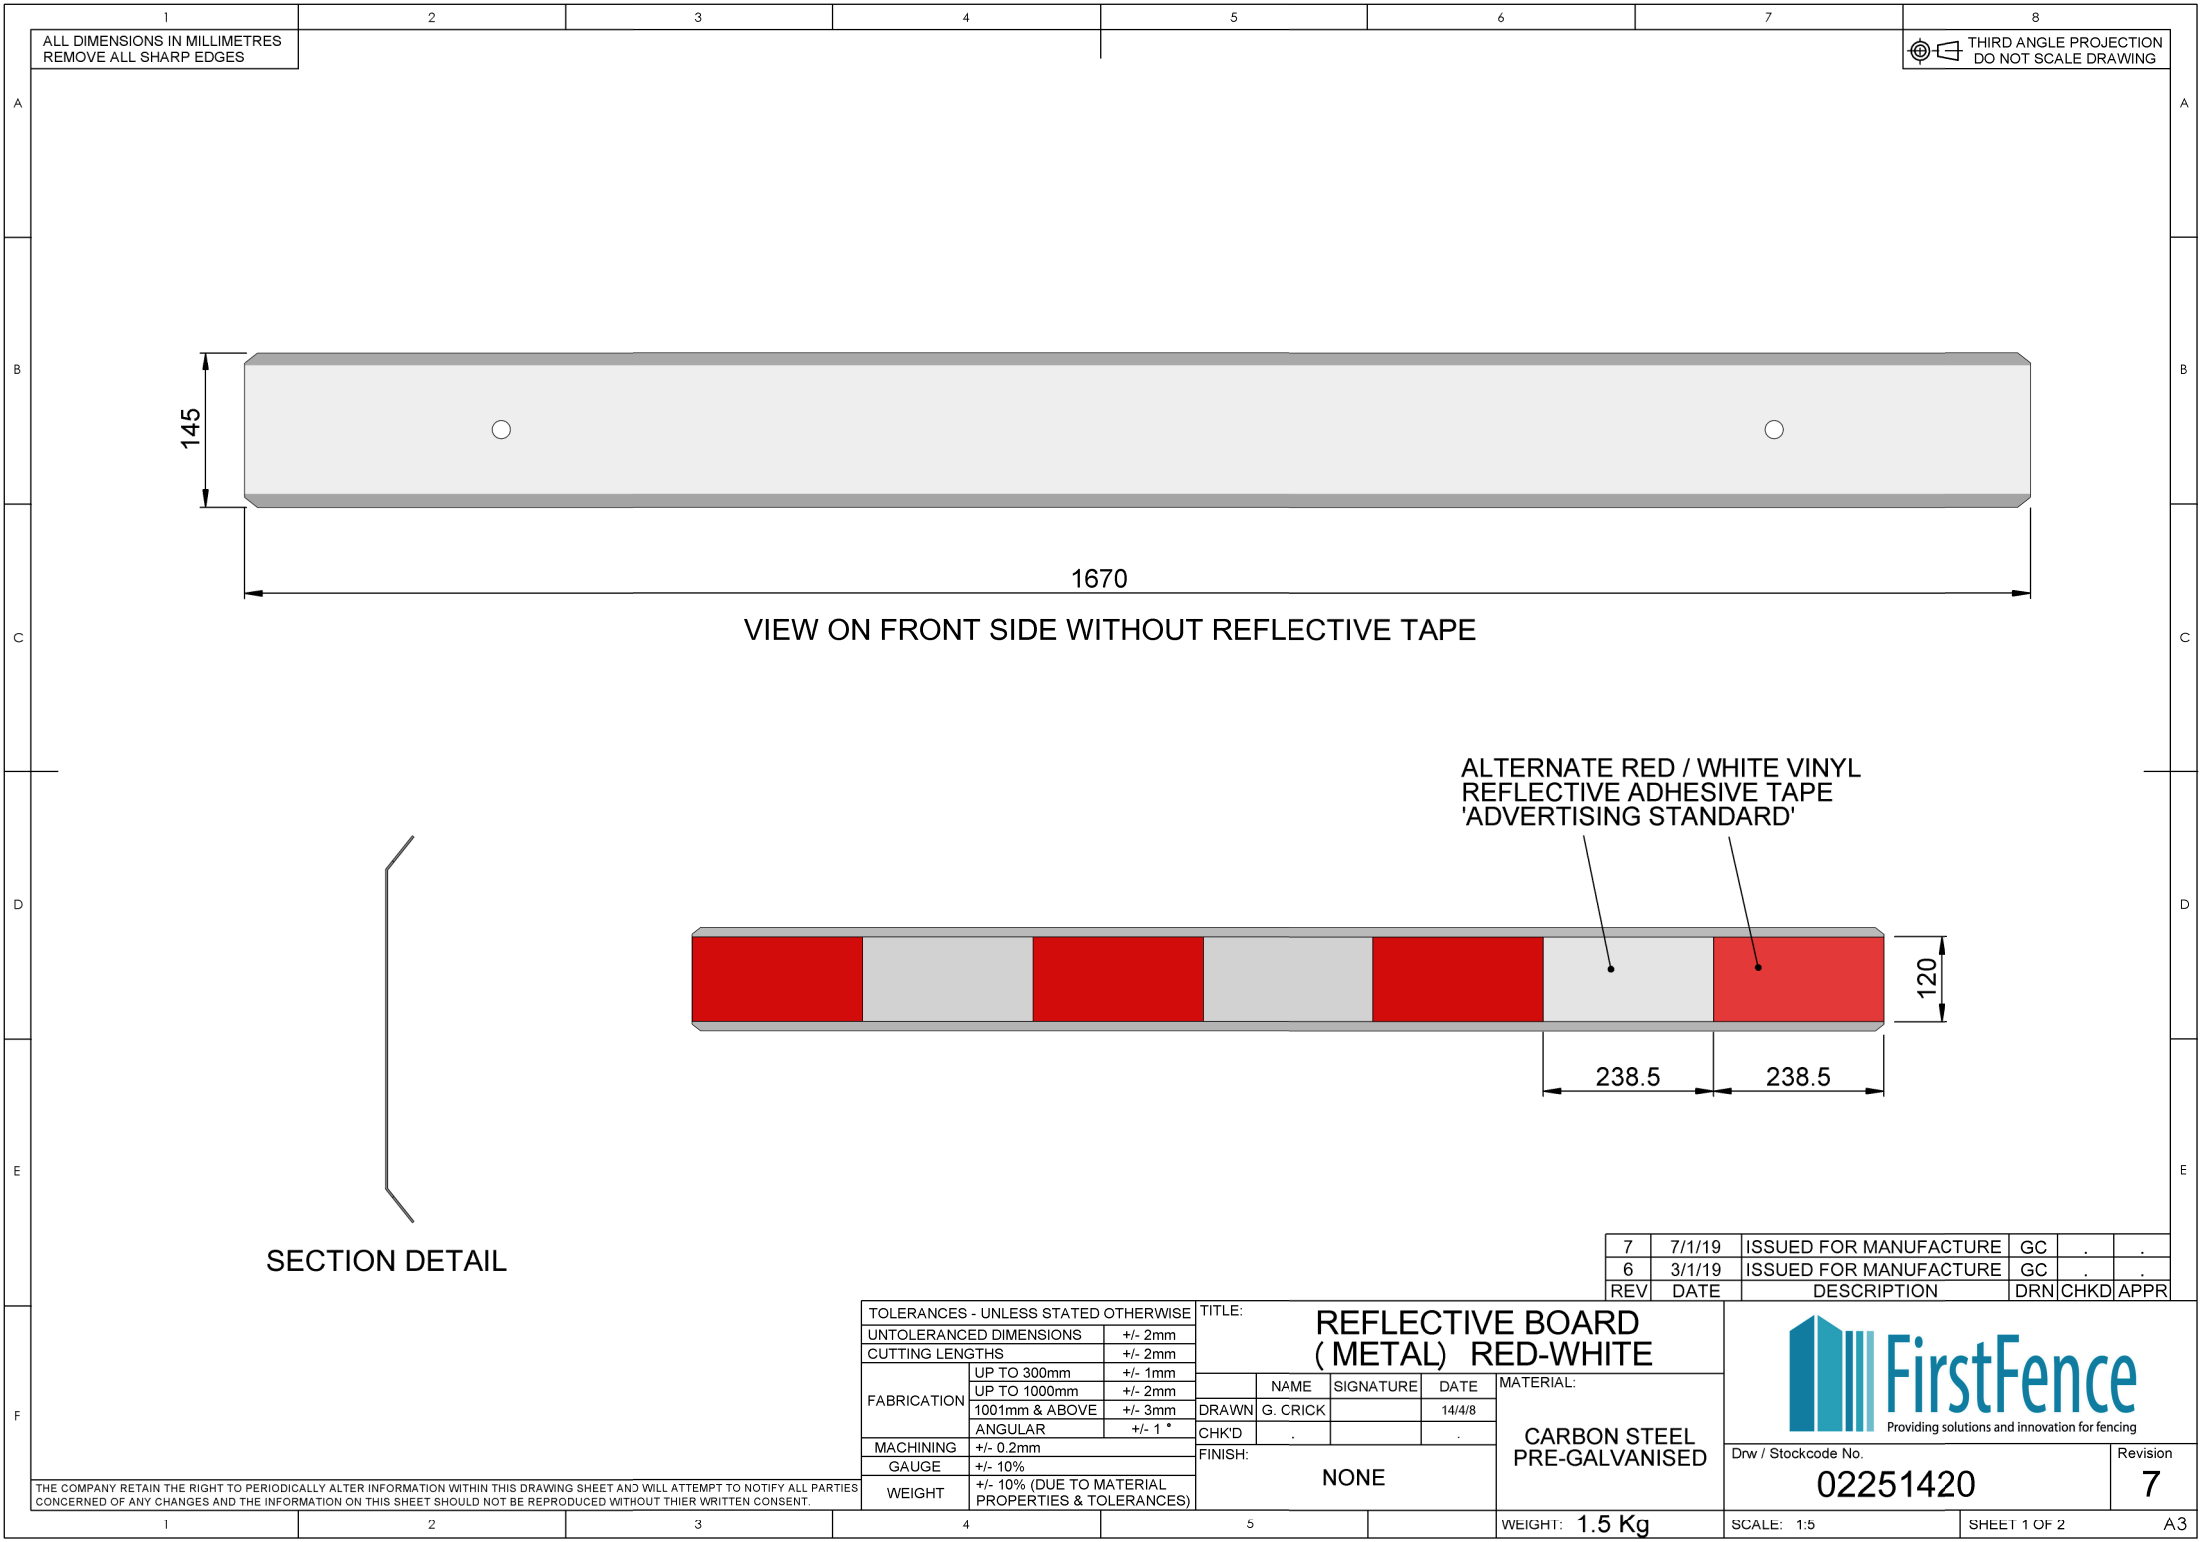 1 2 3 4 5 6 7 8
ALL DIMENSIONS IN MILLIMETRES
REMOVE ALL SHARP EDGES
THIRD ANGLE PROJECTION
DO NOT SCALE DRAWING
A A
B B
145
1670
VIEW ON FRONT SIDE WITHOUT REFLECTIVE TAPE
C C
ALTERNATE RED / WHITE VINYL
REFLECTIVE ADHESIVE TAPE
'ADVERTISING STANDARD'
D D
120
238.5 238.5
E E
SECTION DETAIL
7 7/1/19 ISSUED FOR MANUFACTURE GC . .
6 3/1/19 ISSUED FOR MANUFACTURE GC . .
REV DATE DESCRIPTION DRN CHKD APPR
TOLERANCES - UNLESS STATED OTHERWISE
UNTOLERANCED DIMENSIONS +/- 2mm
CUTTING LENGTHS +/- 2mm
FABRICATION
UP TO 300mm +/- 1mm
UP TO 1000mm +/- 2mm
1001mm & ABOVE +/- 3mm
ANGULAR +/- 1 °
MACHINING +/- 0.2mm
GAUGE +/- 10%
WEIGHT +/- 10% (DUE TO MATERIAL
PROPERTIES & TOLERANCES)
TITLE:
REFLECTIVE BOARD
( METAL) RED-WHITE
NAME SIGNATURE DATE
DRAWN G. CRICK 14/4/8
CHK'D . .
FINISH:
NONE
MATERIAL:
CARBON STEEL
PRE-GALVANISED
WEIGHT: 1.5 Kg
FirstFence
Providing solutions and innovation for fencing
Drw / Stockcode No.
02251420
Revision
7
SCALE: 1:5
SHEET 1 OF 2
A3
F
THE COMPANY RETAIN THE RIGHT TO PERIODICALLY ALTER INFORMATION WITHIN THIS DRAWING SHEET AND WILL ATTEMPT TO NOTIFY ALL PARTIES
CONCERNED OF ANY CHANGES AND THE INFORMATION ON THIS SHEET SHOULD NOT BE REPRODUCED WITHOUT THIER WRITTEN CONSENT.
1 2 3 4 5